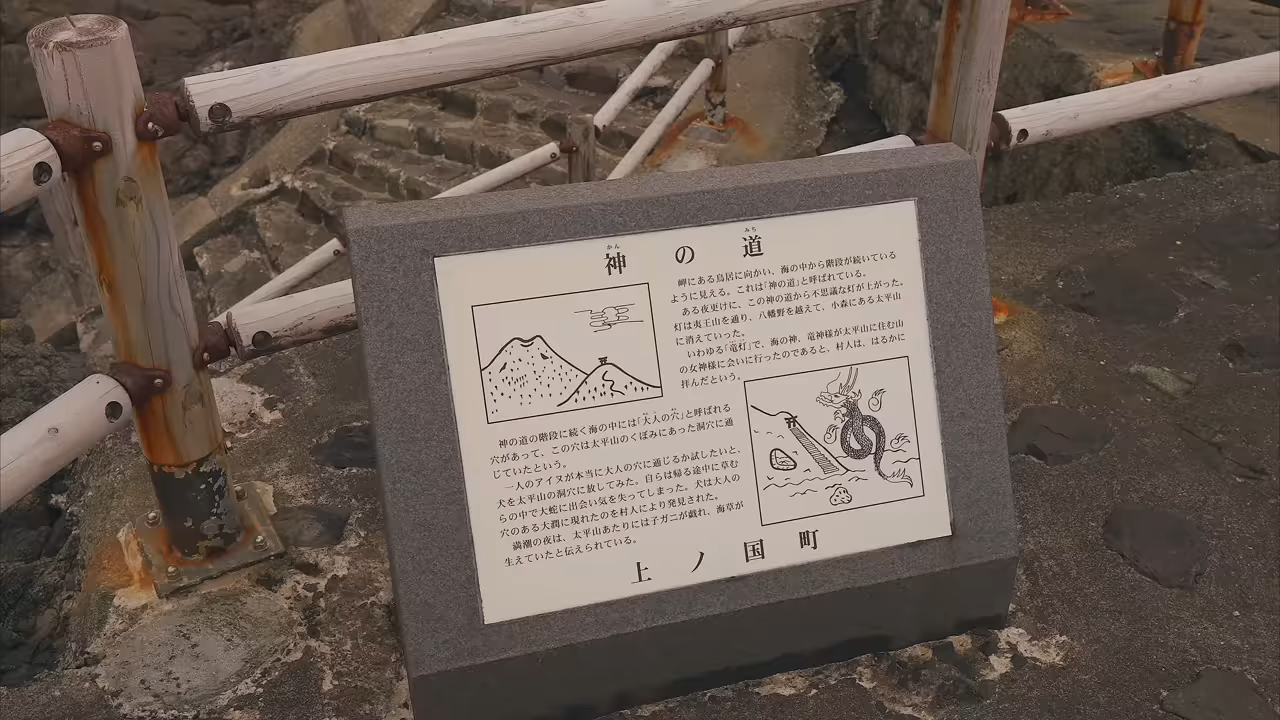 神の道
かん みち
岬にある鳥居に向かい、海の中から階段が続いている
ように見える。これは「神の道」と呼ばれている。
ある夜更けに、この神の道から不思議な灯が上がった。
灯は夷王山を通り、八幡野を越えて、小森にある太平山
に消えていった。
いわゆる「竜灯」で、海の神、竜神様が太平山に住む山
の女神様に会いに行ったのであると、村人は、はるかに
拝んだという。
神の道の階段に続く海の中には「大人の穴」と呼ばれる
穴があって、この穴は太平山のくぼみにあった洞穴に通
じていたという。
一人のアイヌが本当に大人の穴に通じるか試したいと、
犬を太平山の洞穴に放してみた。自らは帰る途中に草む
らの中で大蛇に出会い気を失ってしまった。犬は大人の
穴のある大澗に現れたのを村人により発見された。
満潮の夜は、太平山あたりには子ガニが戯れ、海草が
生えていたと伝えられている。
上ノ国町